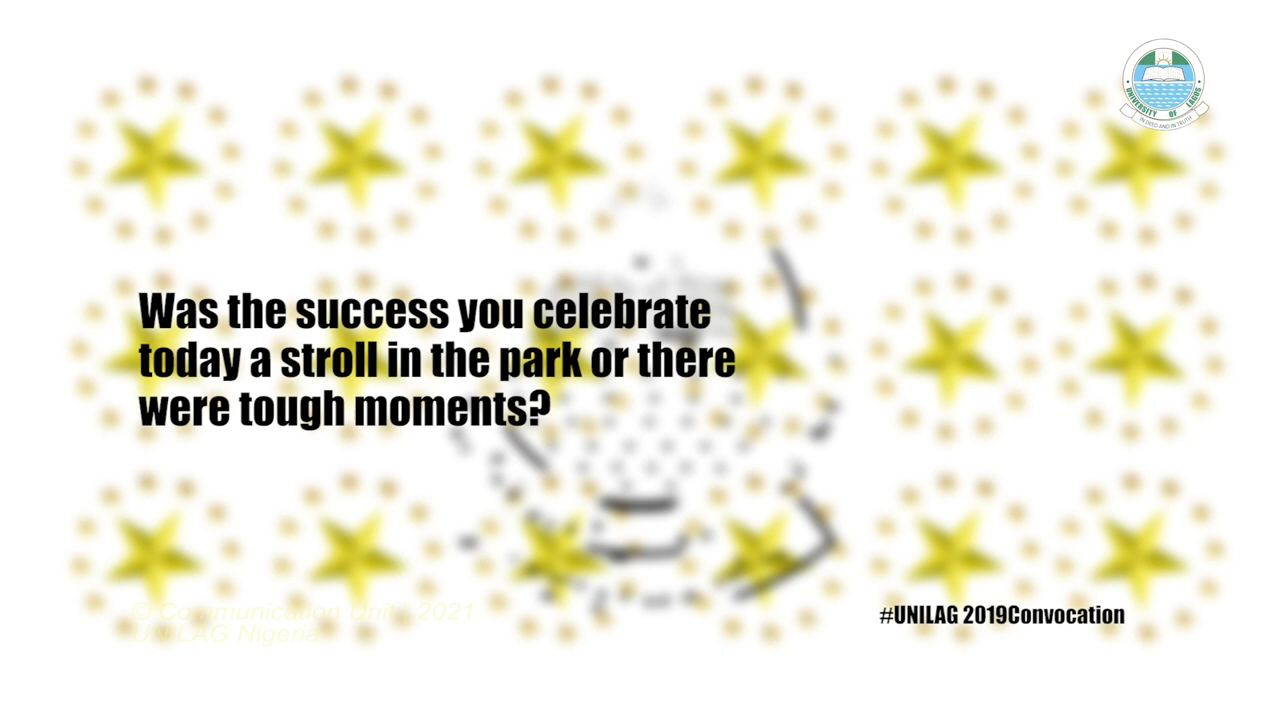 UNIVERSITY OF LAGOS
IN DEED AND IN TRUTH
Was the success you celebrate
today a stroll in the park or there
were tough moments?
© Communication Unit, 2021
UNILAG Nigeria
#UNILAG 2019Convocation